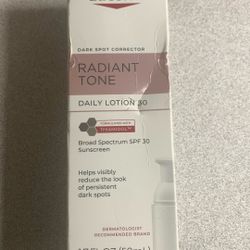 DARK SPOT CORRECTOR
RADIANT
TONE
DAILY LOTION 30
THIAMIDOL™
Broad Spectrum SPF 30
Sunscreen
Helps visibly
reduce the look
of persistent
dark spots
DERMATOLOGIST
RECOMMENDED BRAND